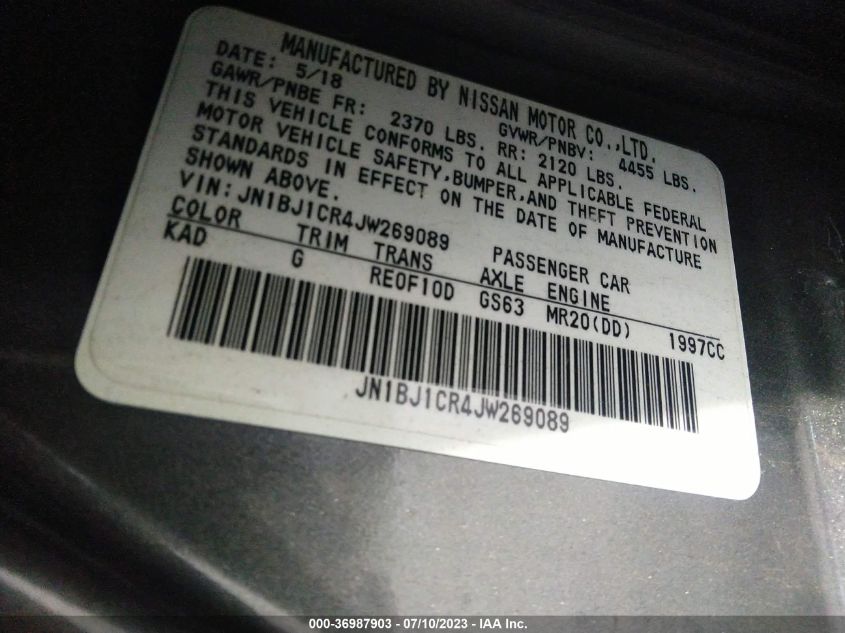 MANUFACTURED BY NISSAN MOTOR CO.,LTD.
DATE: 5/18 GVWR/PNBV: 4455 LBS.
GAWR/PNBE FR: 2370 LBS. RR: 2120 LBS.
THIS VEHICLE CONFORMS TO ALL APPLICABLE FEDERAL
MOTOR VEHICLE SAFETY,BUMPER,AND THEFT PREVENTION
STANDARDS IN EFFECT ON THE DATE OF MANUFACTURE
SHOWN ABOVE.
VIN:JN1BJ1CR4JW269089 PASSENGER CAR
COLOR TRIM TRANS AXLE ENGINE
KAD G RE0F10D GS63 MR20(DD) 1997CC
JN1BJ1CR4JW269089
000-36987903 - 07/10/2023 - IAA Inc.